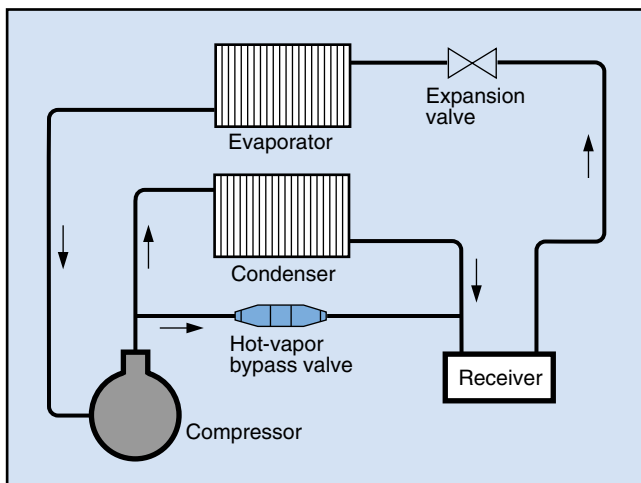 Evaporator
Expansion
valve
Condenser
Hot-vapor
bypass valve
Receiver
Compressor